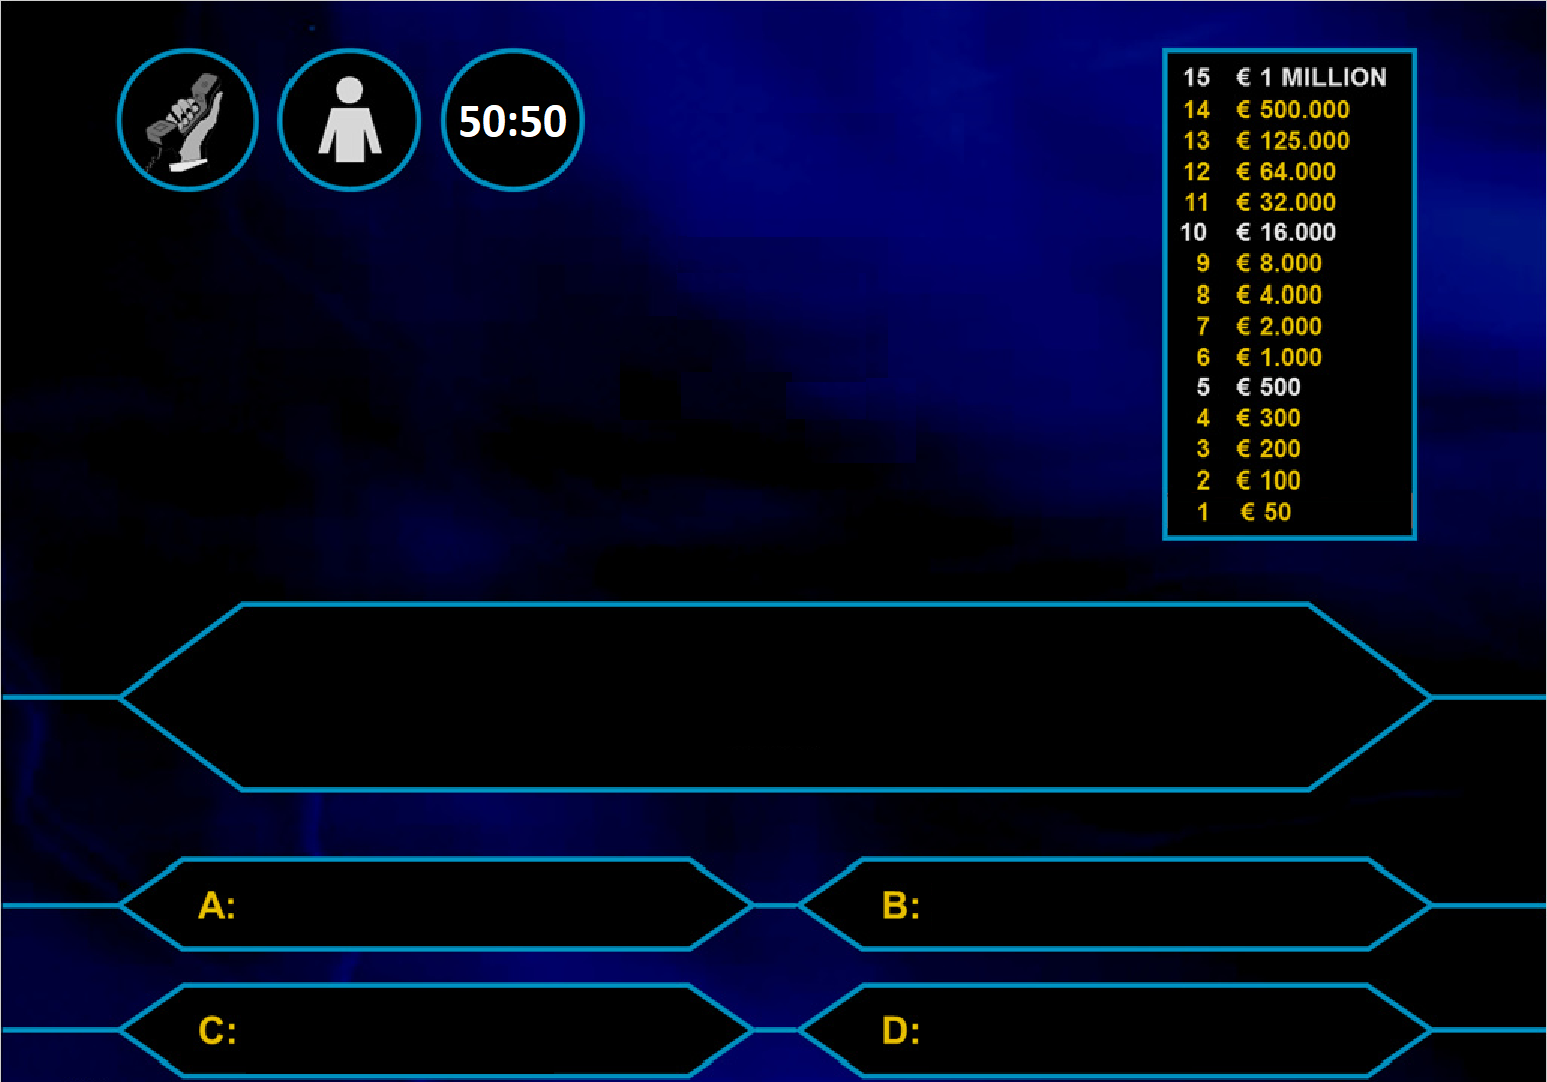 50:50
15 € 1 MILLION
14 € 500.000
13 € 125.000
12 € 64.000
11 € 32.000
10 € 16.000
9 € 8.000
8 € 4.000
7 € 2.000
6 € 1.000
5 € 500
4 € 300
3 € 200
2 € 100
1 € 50
A:
B:
C:
D: